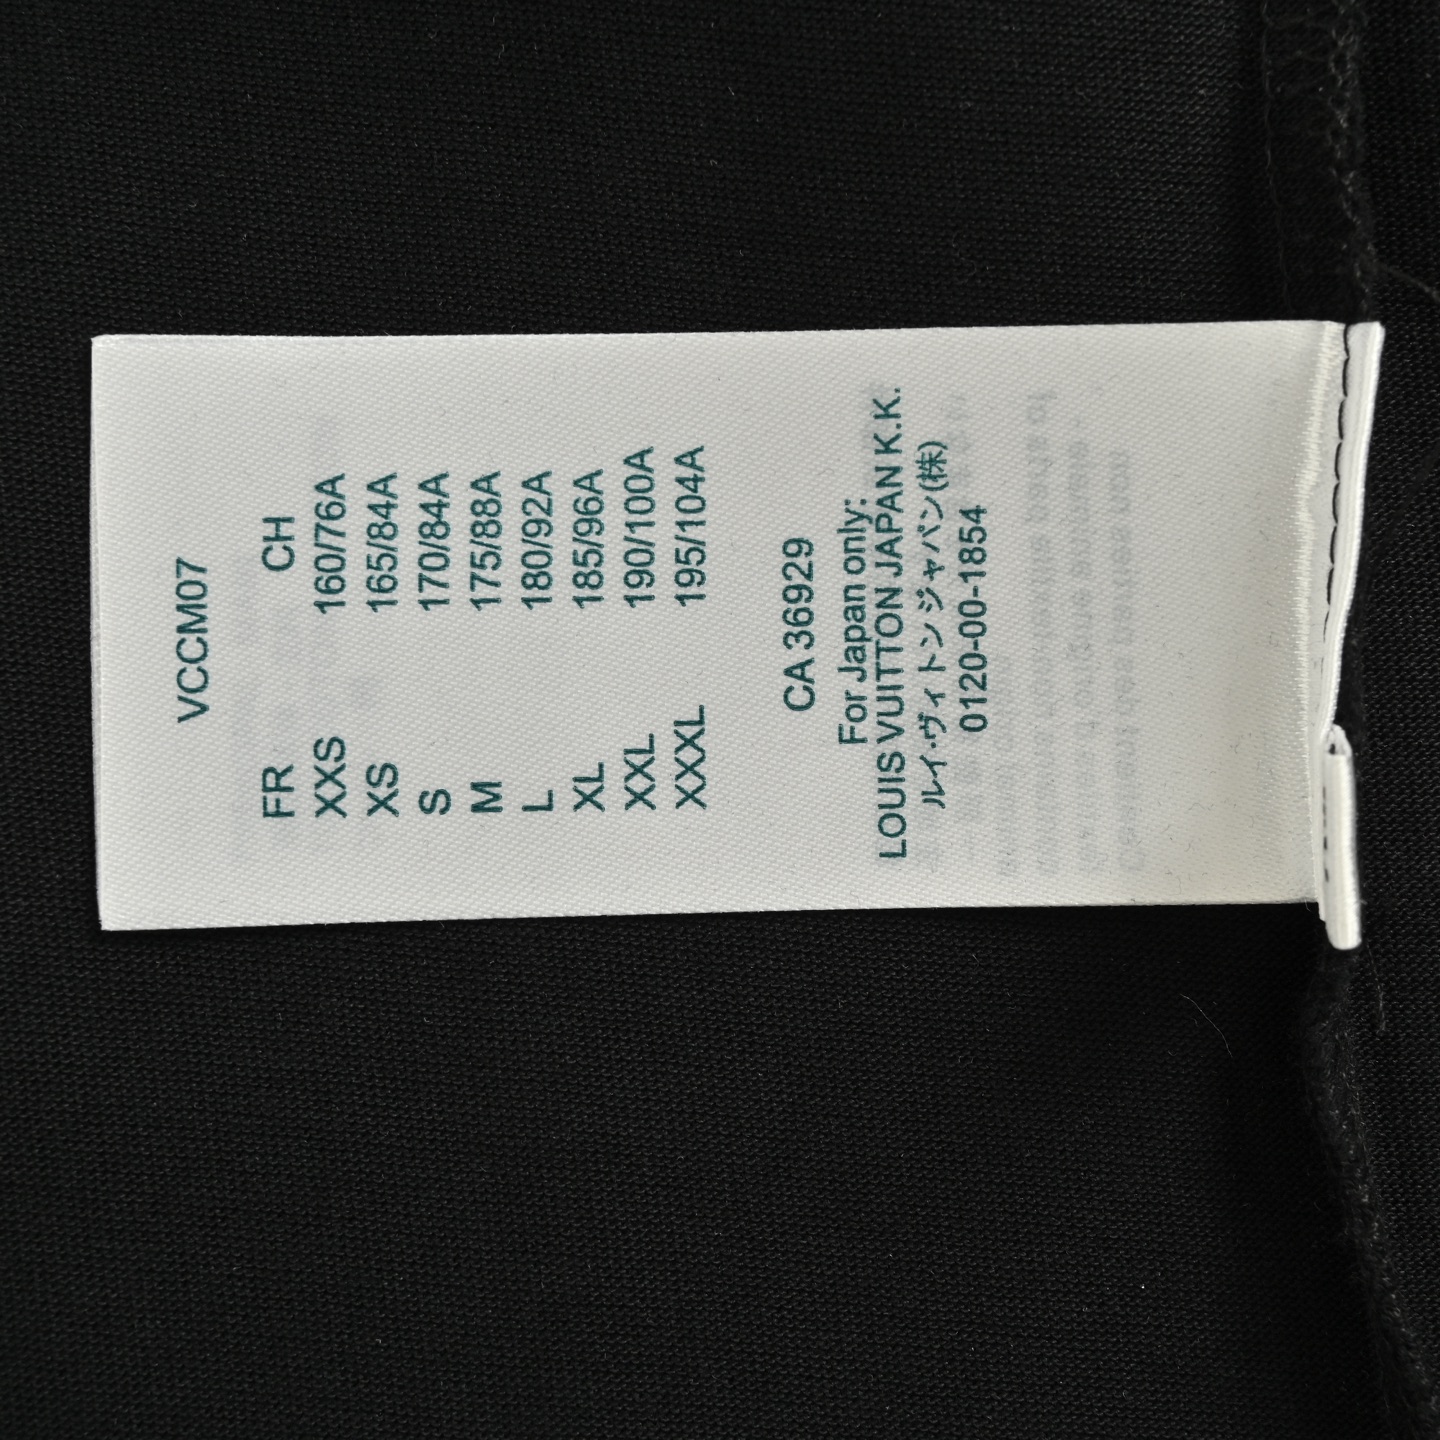 VCCM07
FR CH
XXS 160/76A
XS 165/84A
S 170/84A
M 175/88A
L 180/92A
XL 185/96A
XXL 190/100A
XXXL 195/104A
CA 36929
For Japan only:
LOUIS VUITTON JAPAN K.K.
ルイ・ヴィトン ジャパン(株)
0120-00-1854